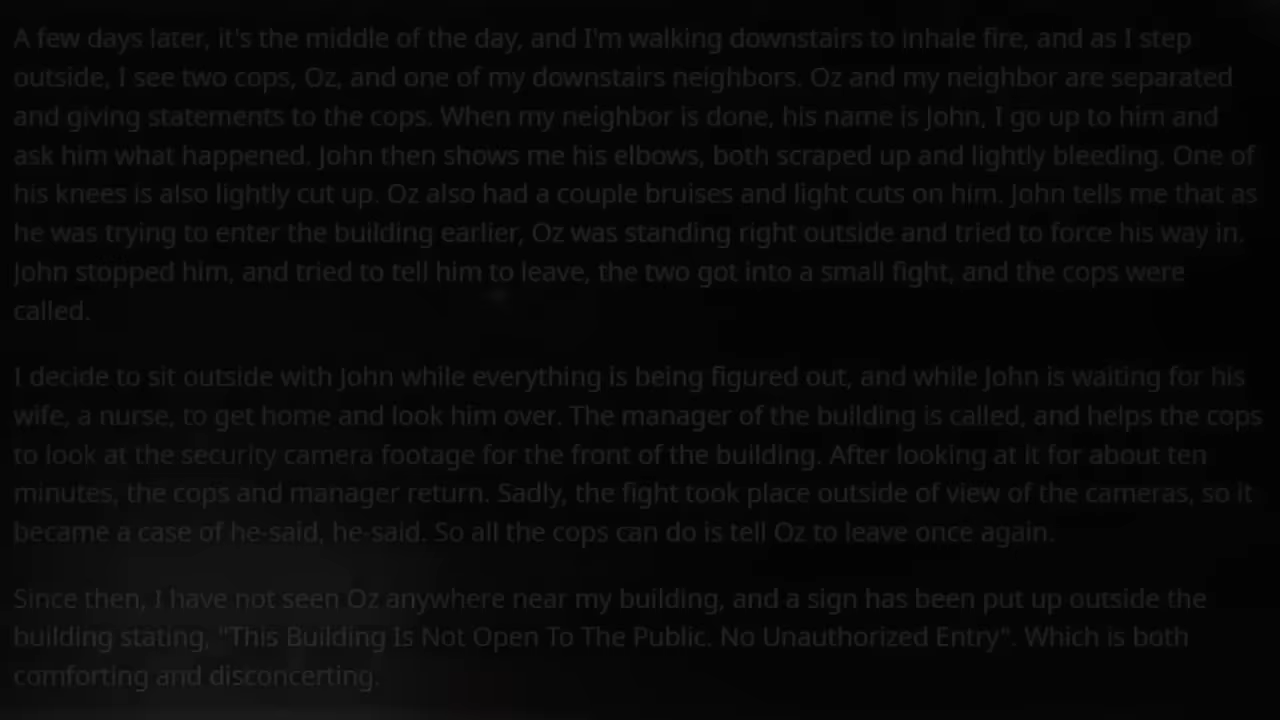 A few days later, it's the middle of the day, and I'm walking downstairs to inhale fire, and as I step
outside, I see two cops, Oz, and one of my downstairs neighbors. Oz and my neighbor are separated
and giving statements to the cops. When my neighbor is done, his name is John, I go up to him and
ask him what happened. John then shows me his elbows, both scraped up and lightly bleeding. One of
his knees is also lightly cut up. Oz also had a couple bruises and light cuts on him. John tells me that as
he was trying to enter the building earlier, Oz was standing right outside and tried to force his way in.
John stopped him, and tried to tell him to leave, the two got into a small fight, and the cops were
called.
I decide to sit outside with John while everything is being figured out, and while John is waiting for his
wife, a nurse, to get home and look him over. The manager of the building is called, and helps the cops
to look at the security camera footage for the front of the building. After looking at it for about ten
minutes, the cops and manager return. Sadly, the fight took place outside of view of the cameras, so it
became a case of he-said, he-said. So all the cops can do is tell Oz to leave once again.
Since then, I have not seen Oz anywhere near my building, and a sign has been put up outside the
building stating, "This Building Is Not Open To The Public. No Unauthorized Entry". Which is both
comforting and disconcerting.